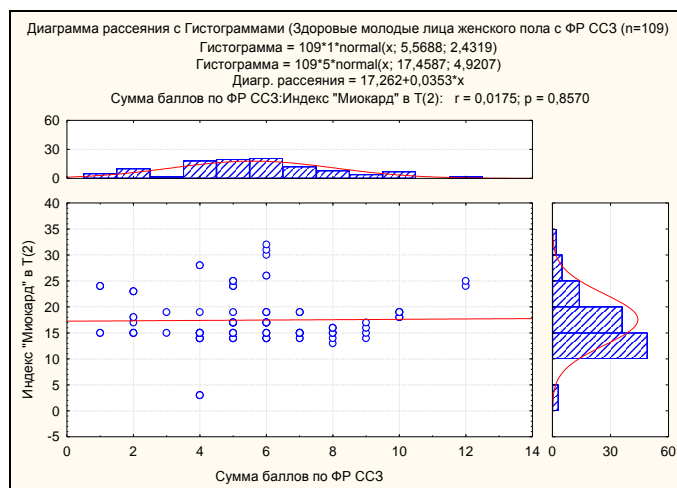 Диаграмма рассеяния с Гистограммами (Здоровые молодые лица женского пола с ФР ССЗ (n=109)
Гистограмма = 109*1*normal(x; 5,5688; 2,4319)
Гистограмма = 109*5*normal(x; 17,4587; 4,9207)
Диагр. рассеяния = 17,262+0,0353*x
Сумма баллов по ФР ССЗ:Индекс "Миокард" в Т(2): r = 0,0175; p = 0,8570
60
30
0
40
35
30
25
20
15
10
5
0
-5
Индекс "Миокард" в Т(2)
0 2 4 6 8 10 12 14
0 30 60
Сумма баллов по ФР ССЗ